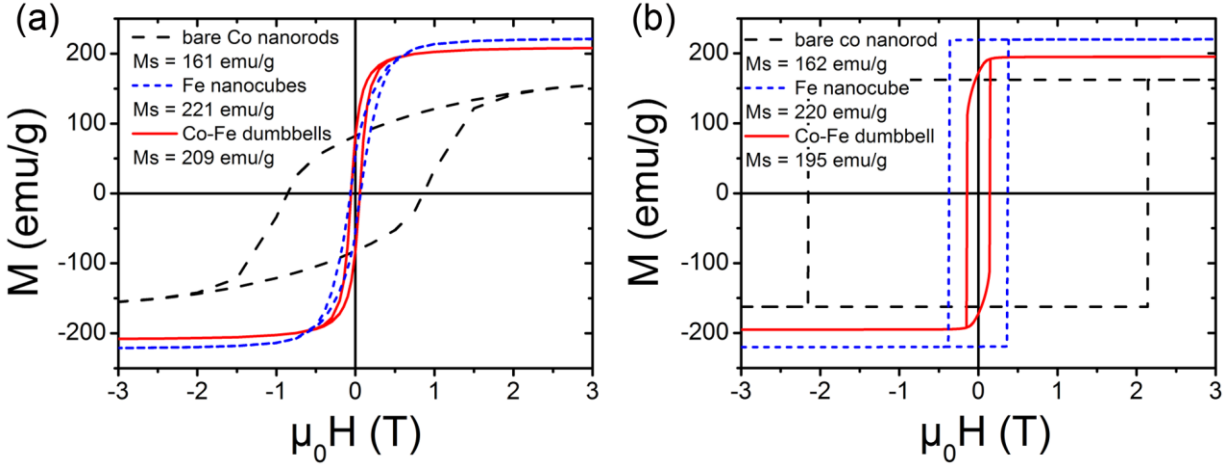 (a)
200
100
0
-100
-200
M (emu/g)
bare Co nanorods
Ms = 161 emu/g
Fe nanocubes
Ms = 221 emu/g
Co-Fe dumbbells
Ms = 209 emu/g
-3 -2 -1 0 1 2 3
μ0H (T)
(b)
200
100
0
-100
-200
M (emu/g)
bare co nanorod
Ms = 162 emu/g
Fe nanocube
Ms = 220 emu/g
Co-Fe dumbbell
Ms = 195 emu/g
-3 -2 -1 0 1 2 3
μ0H (T)